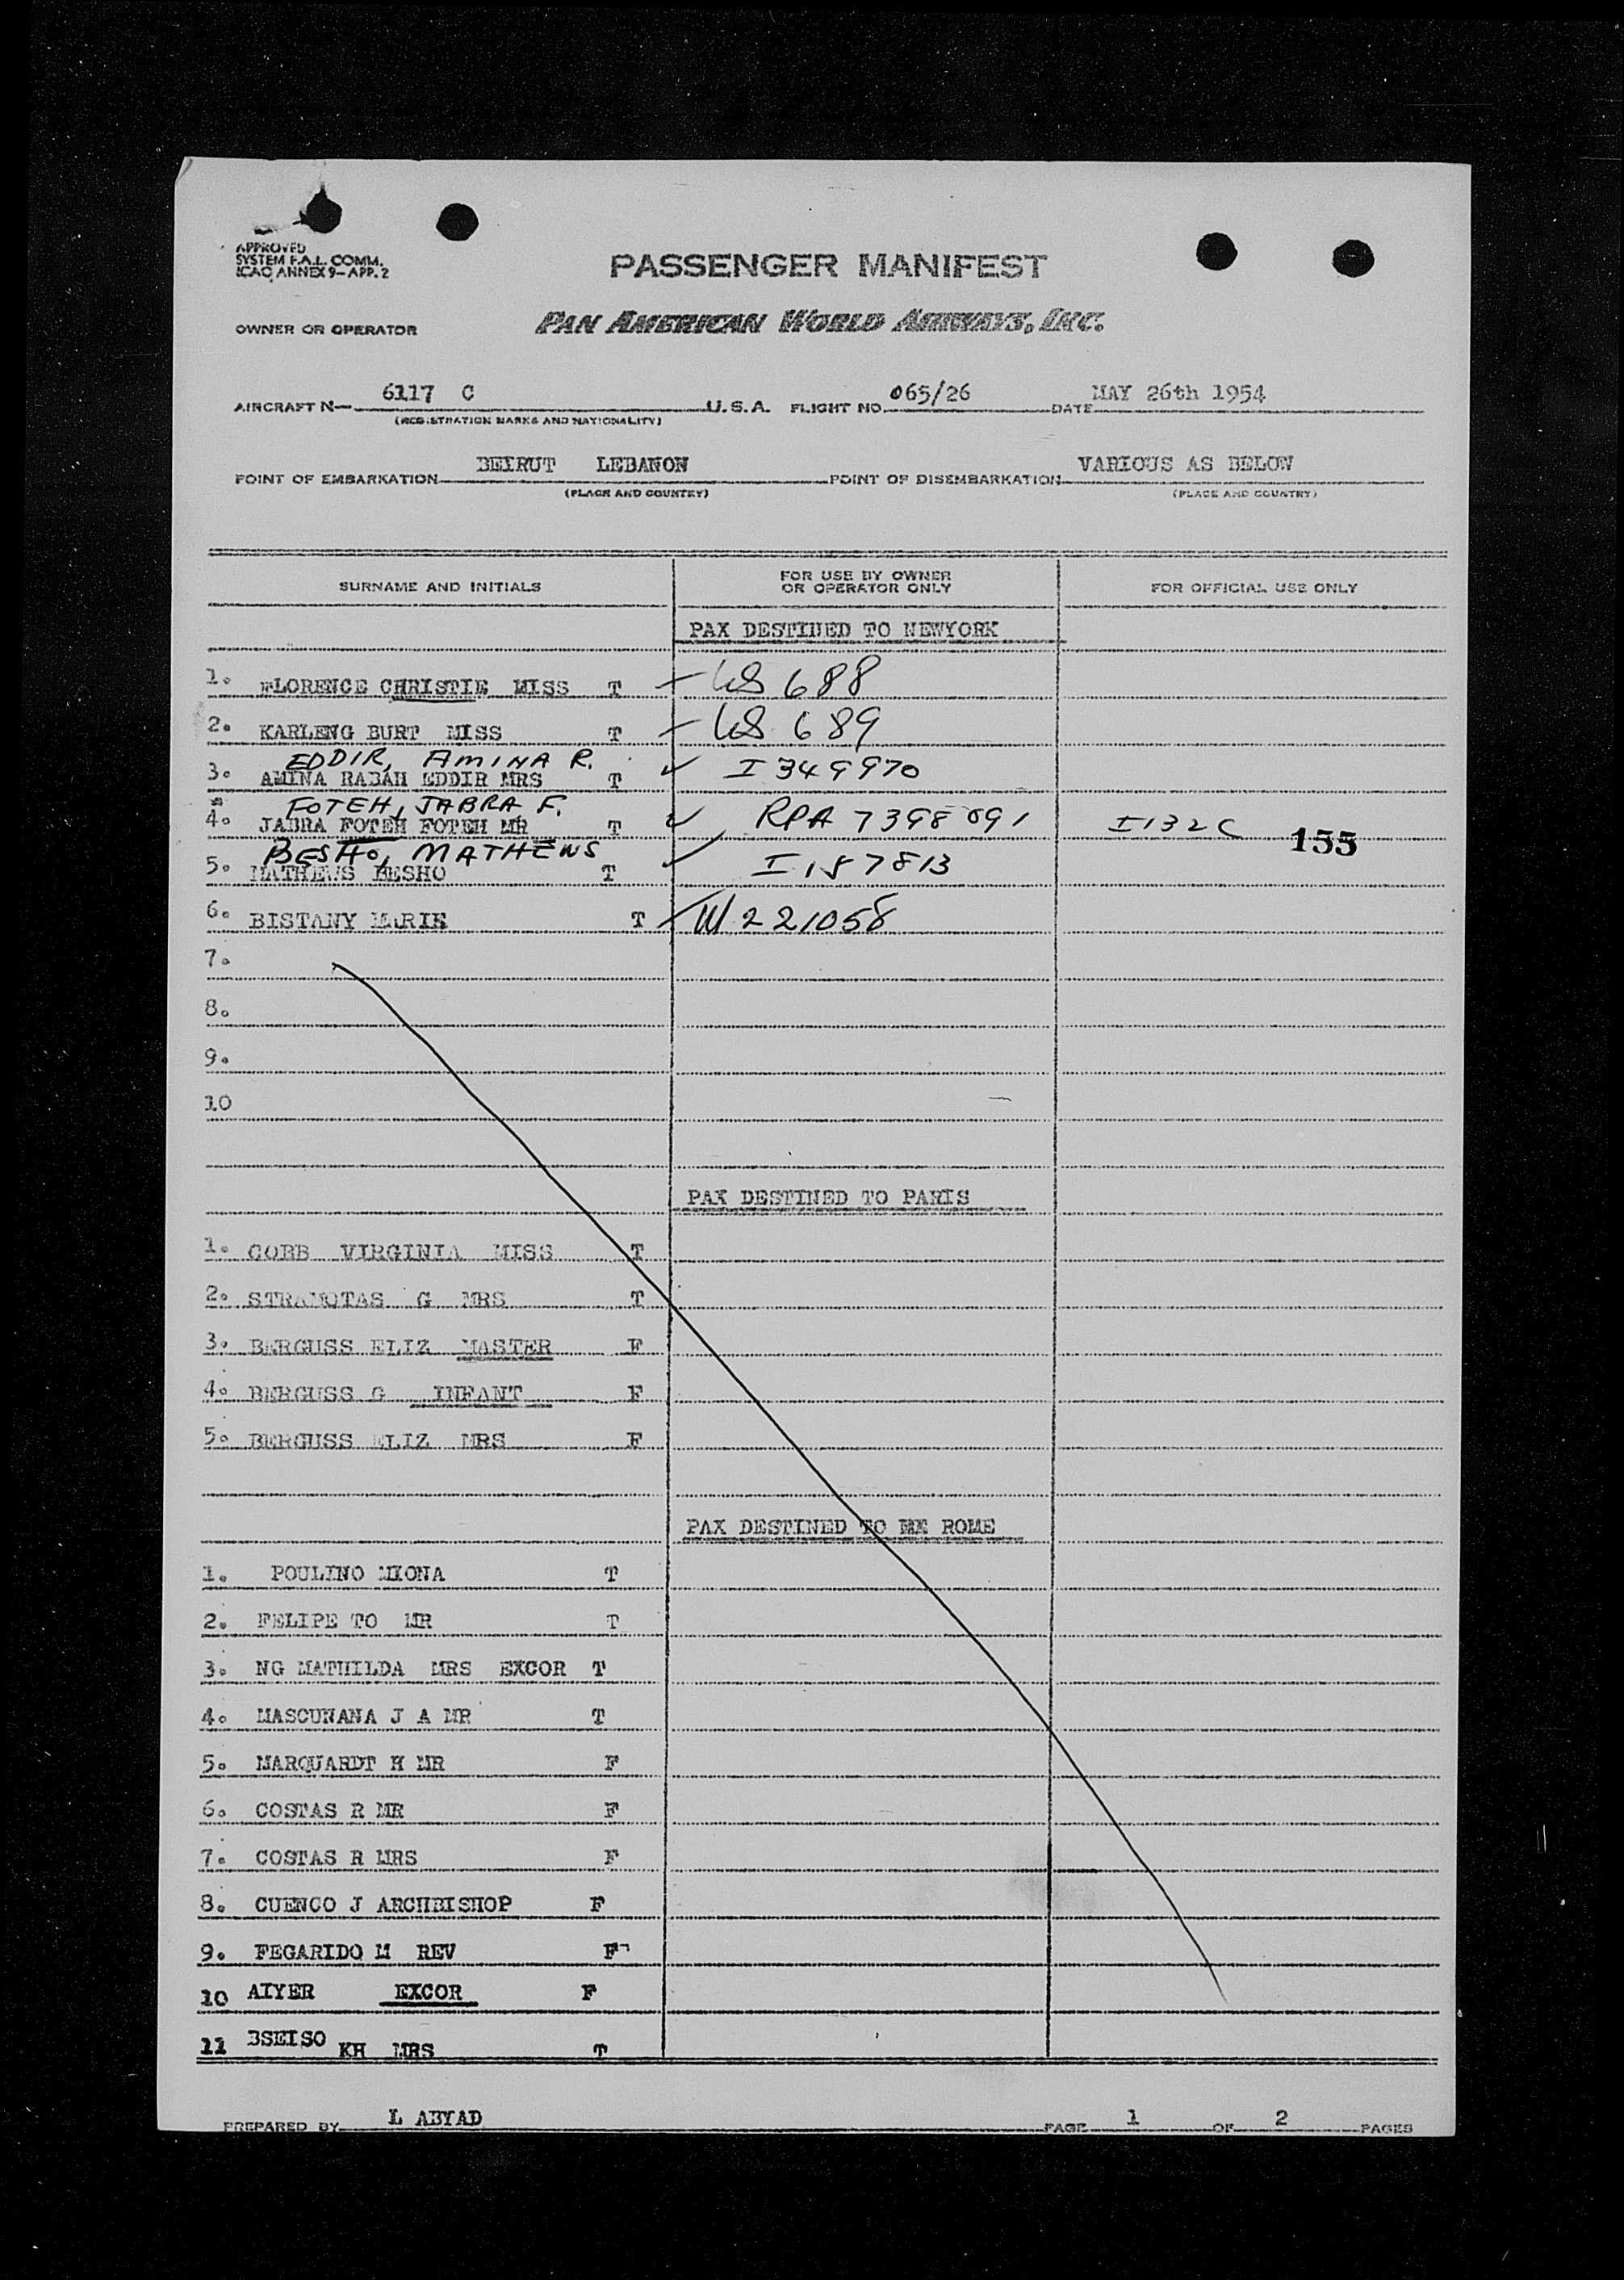 APPROVED
SYSTEM F.A.L. COMM.
ICAO ANNEX 9-APP. 2
PASSENGER MANIFEST
OWNER OR OPERATOR PAN AMERICAN WORLD AIRWAYS, INC.
AIRCRAFT N— 6117 C U.S.A. FLIGHT NO. 065/26 DATE MAY 26th 1954
(REGISTRATION MARKS AND NATIONALITY)
POINT OF EMBARKATION BEIRUT LEBANON POINT OF DISEMBARKATION VARIOUS AS BELOW
(PLACE AND COUNTRY) (PLACE AND COUNTRY)
SURNAME AND INITIALS FOR USE BY OWNER OR OPERATOR ONLY FOR OFFICIAL USE ONLY
PAX DESTINED TO NEWYORK
1. FLORENCE CHRISTIE MISS T — US 688
2. KARLENG BURT MISS T — US 689
EDDIR, AMINA R.
3. AMINA RABAH EDDIR MRS T ✓ I 349970
FOTEH, JABRA F.
4. JABRA FOTEH FOTEH MR T ✓ RPA 7398091 I132C 155
BESHO, MATHEWS
5. MATHEWS BESHO T ✓ I 187813
6. BISTANY MARIE T W 221058
7.
8.
9.
10
PAX DESTINED TO PARIS
1. COBB VIRGINIA MISS T
2. STRAMOTAS G MRS T
3. BERGUSS ELIZ MASTER F
4. BERGUSS G INFANT F
5. BERGUSS ELIZ MRS F
PAX DESTINED TO ROME
1. POULINO MIONA T
2. FELIPE TO MR T
3. NG MATHILDA MRS EXCOR T
4. MASCUNANA J A MR T
5. MARQUARDT H MR F
6. COSTAS R MR F
7. COSTAS R MRS F
8. CUENCO J ARCHBISHOP F
9. FEGARIDO M REV F
10 AIYER EXCOR F
11 BSEISO KH MRS T
PREPARED BY L ABYAD PAGE 1 OF 2 PAGES